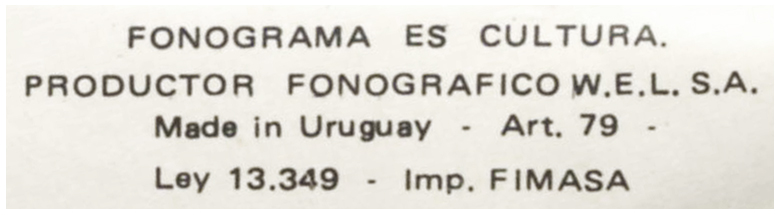 FONOGRAMA ES CULTURA.
PRODUCTOR FONOGRAFICO W.E.L. S.A.
Made in Uruguay - Art. 79 -
Ley 13.349 - Imp. FIMASA